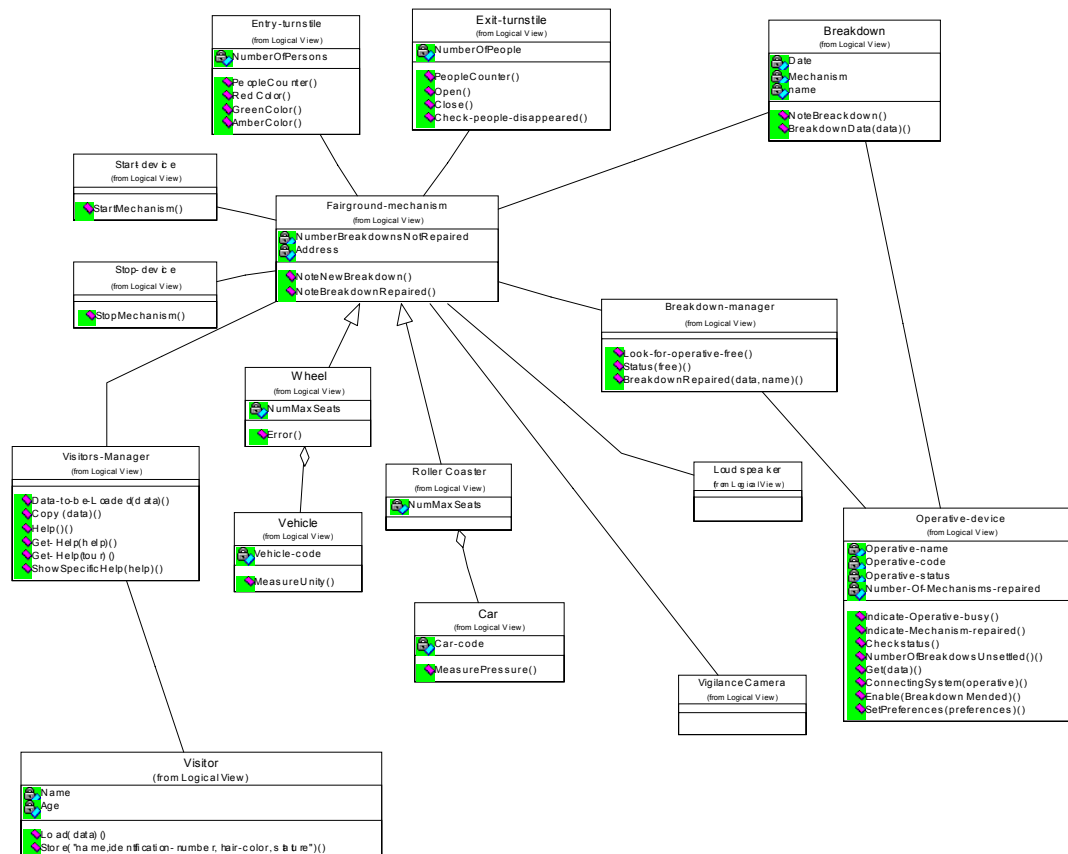 Entry-turnstile
(from Logical View)
NumberOfPersons
PeopleCounter()
Red Color()
GreenColor()
AmberColor()
Exit-turnstile
(from Logical View)
NumberOfPeople
PeopleCounter()
Open()
Close()
Check-people-disappeared()
Breakdown
(from Logical View)
Date
Mechanism
name
NoteBreackdown()
BreakdownData(data)()
Start-device
(from Logical View)
StartMechanism()
Fairground-mechanism
(from Logical View)
NumberBreakdownsNotRepaired
Address
NoteNewBreakdown()
NoteBreakdownRepaired()
Stop-device
(from Logical View)
StopMechanism()
Breakdown-manager
(from Logical View)
Look-for-operative-free()
Status(free)()
BreakdownRepaired(data,name)()
Wheel
(from Logical View)
NumMaxSeats
Error()
Visitors-Manager
(from Logical View)
Data-to-be-Loaded(data)()
Copy (data)()
Help()()
Get-Help(help)()
Get-Help(tour)()
ShowSpecificHelp(help)()
Roller Coaster
(from Logical View)
NumMaxSeats
Loudspeaker
(from Logical View)
Vehicle
(from Logical View)
Vehicle-code
MeasureUnity()
Operative-device
(from Logical View)
Operative-name
Operative-code
Operative-status
Number-Of-Mechanisms-repaired
Indicate-Operative-busy()
Indicate-Mechanism-repaired()
Checkstatus()
NumberOfBreakdowsUnsettled()()
Get(data)()
ConnectingSystem(operative)()
Enable(Breakdown Mended)()
SetPreferences(preferences)()
Car
(from Logical View)
Car-code
MeasurePressure()
VigilanceCamera
(from Logical View)
Visitor
(from Logical View)
Name
Age
Load(data)()
Store("name,identification-number, hair-color, stature")()